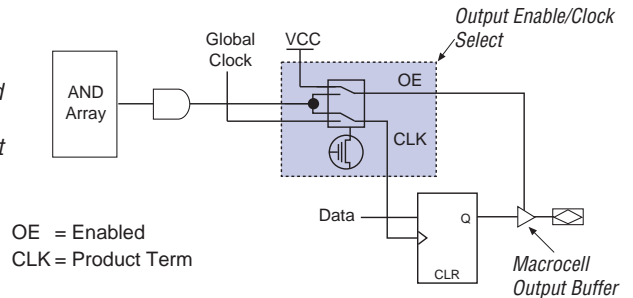 Output Enable/Clock
Select
Global
Clock
VCC
AND
Array
OE
CLK
Data
Q
CLR
OE = Enabled
CLK = Product Term
Macrocell
Output Buffer